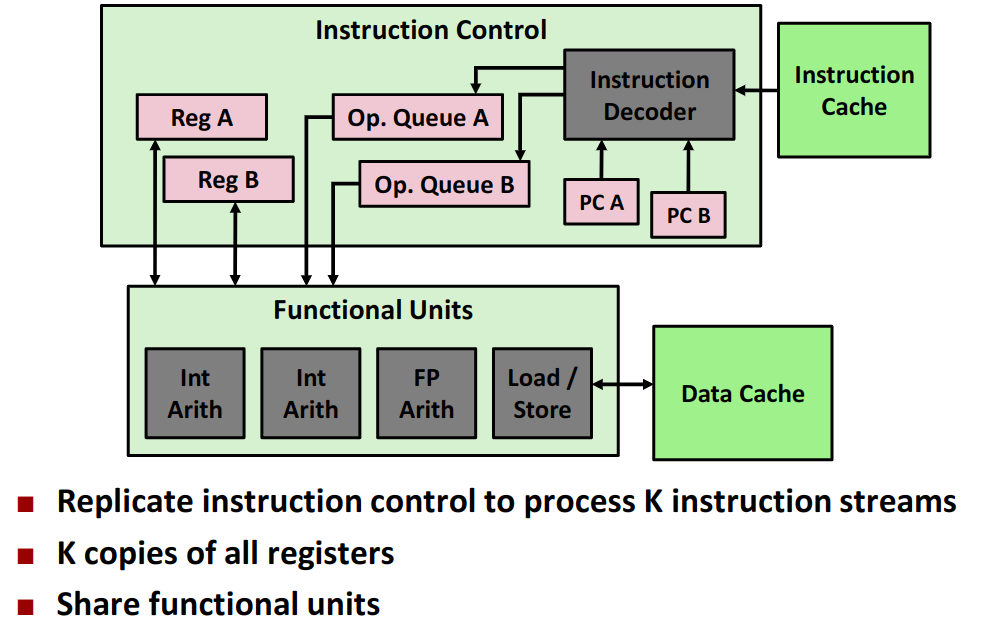 Instruction Control
Instruction
Cache
Instruction
Decoder
Reg A
Op. Queue A
Reg B
Op. Queue B
PC A
PC B
Functional Units
Int
Arith
Int
Arith
FP
Arith
Load /
Store
Data Cache
Replicate instruction control to process K instruction streams
K copies of all registers
Share functional units